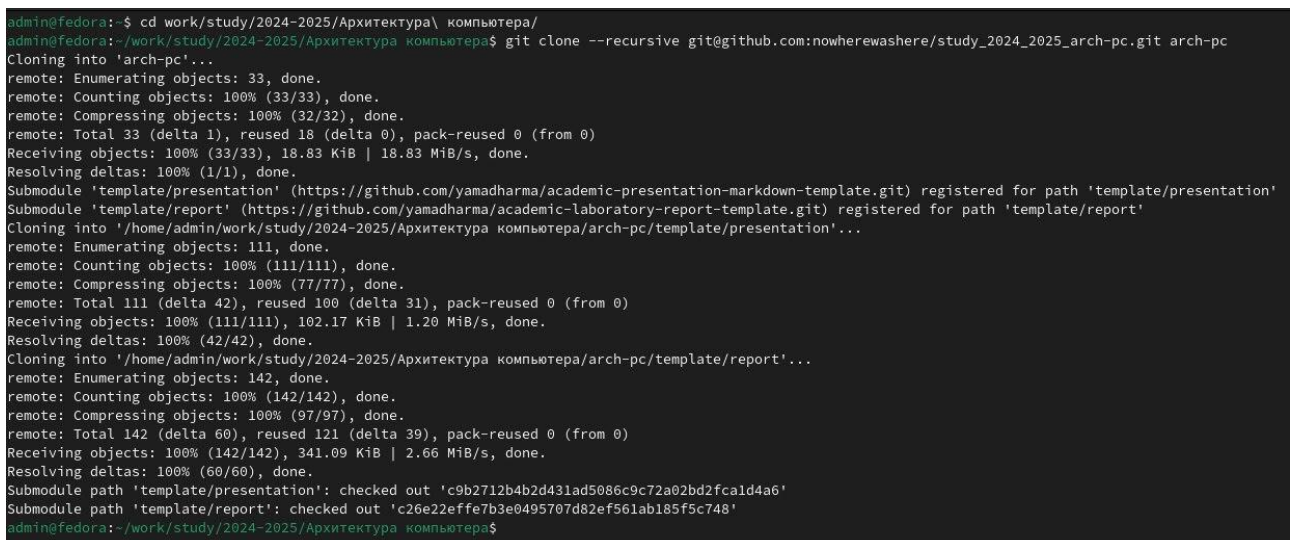 admin@fedora:~$ cd work/study/2024-2025/Архитектура\ компьютера/
admin@fedora:~/work/study/2024-2025/Архитектура компьютера$ git clone --recursive git@github.com:nowherewashere/study_2024_2025_arch-pc.git arch-pc
Cloning into 'arch-pc'...
remote: Enumerating objects: 33, done.
remote: Counting objects: 100% (33/33), done.
remote: Compressing objects: 100% (32/32), done.
remote: Total 33 (delta 1), reused 18 (delta 0), pack-reused 0 (from 0)
Receiving objects: 100% (33/33), 18.83 KiB | 18.83 MiB/s, done.
Resolving deltas: 100% (1/1), done.
Submodule 'template/presentation' (https://github.com/yamadharma/academic-presentation-markdown-template.git) registered for path 'template/presentation'
Submodule 'template/report' (https://github.com/yamadharma/academic-laboratory-report-template.git) registered for path 'template/report'
Cloning into '/home/admin/work/study/2024-2025/Архитектура компьютера/arch-pc/template/presentation'...
remote: Enumerating objects: 111, done.
remote: Counting objects: 100% (111/111), done.
remote: Compressing objects: 100% (77/77), done.
remote: Total 111 (delta 42), reused 100 (delta 31), pack-reused 0 (from 0)
Receiving objects: 100% (111/111), 102.17 KiB | 1.20 MiB/s, done.
Resolving deltas: 100% (42/42), done.
Cloning into '/home/admin/work/study/2024-2025/Архитектура компьютера/arch-pc/template/report'...
remote: Enumerating objects: 142, done.
remote: Counting objects: 100% (142/142), done.
remote: Compressing objects: 100% (97/97), done.
remote: Total 142 (delta 60), reused 121 (delta 39), pack-reused 0 (from 0)
Receiving objects: 100% (142/142), 341.09 KiB | 2.66 MiB/s, done.
Resolving deltas: 100% (60/60), done.
Submodule path 'template/presentation': checked out 'c9b2712b4b2d431ad5086c9c72a02bd2fca1d4a6'
Submodule path 'template/report': checked out 'c26e22effe7b3e0495707d82ef561ab185f5c748'
admin@fedora:~/work/study/2024-2025/Архитектура компьютера$